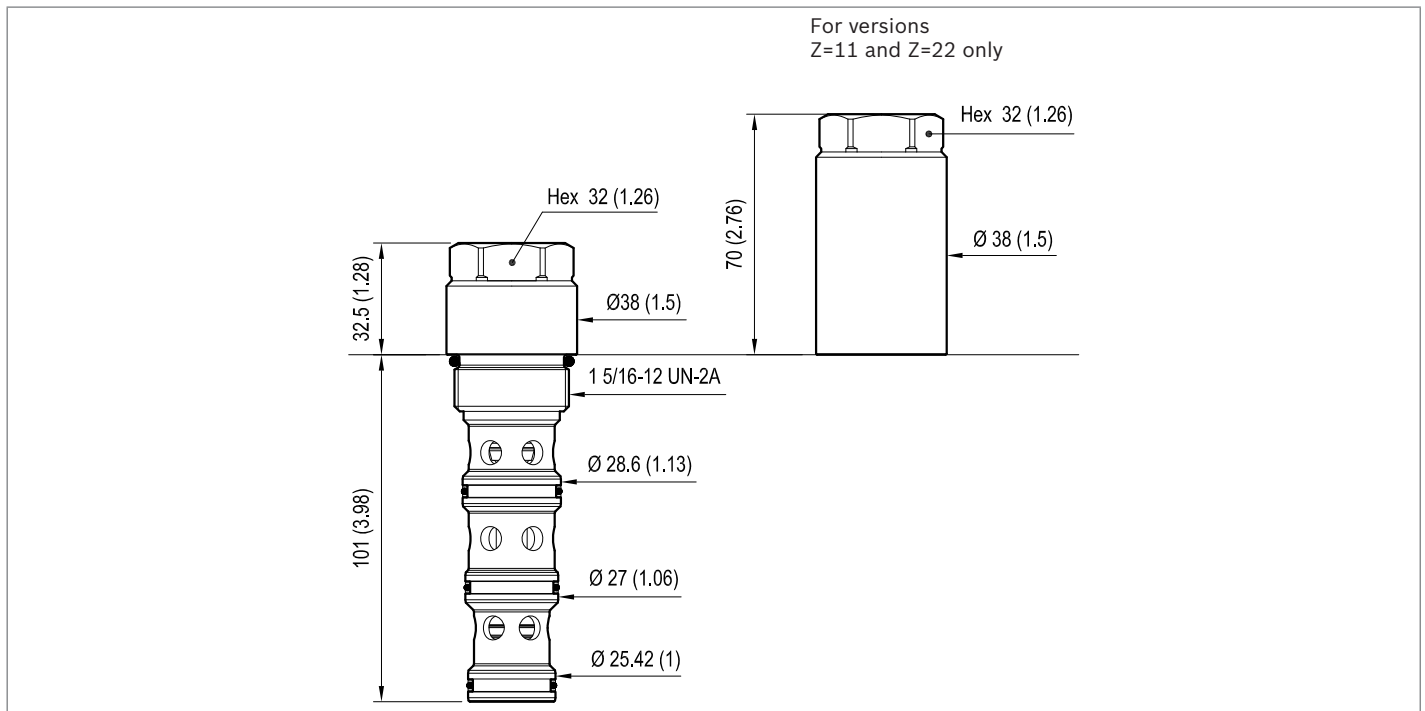 For versions
Z=11 and Z=22 only
Hex 32 (1.26)
70 (2.76)
Ø 38 (1.5)
Hex 32 (1.26)
32.5 (1.28)
Ø38 (1.5)
1 5/16-12 UN-2A
101 (3.98)
Ø 28.6 (1.13)
Ø 27 (1.06)
Ø 25.42 (1)